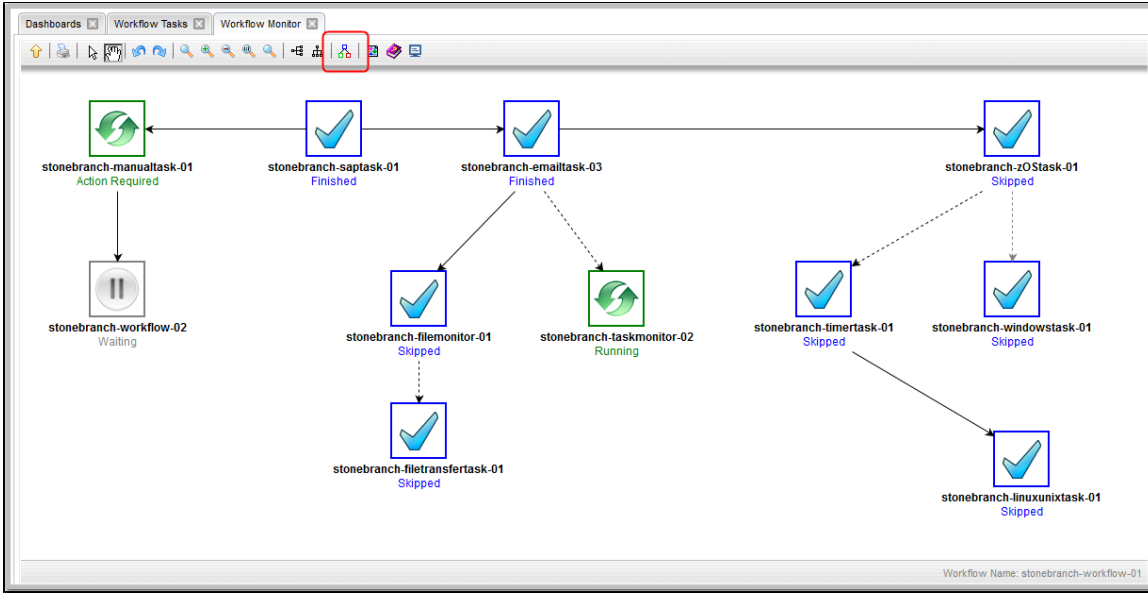 Dashboards
Workflow Tasks
Workflow Monitor
stonebranch-manualtask-01
Action Required
stonebranch-saptask-01
Finished
stonebranch-emailtask-03
Finished
stonebranch-zOStask-01
Skipped
stonebranch-workflow-02
Waiting
stonebranch-filemonitor-01
Skipped
stonebranch-taskmonitor-02
Running
stonebranch-timertask-01
Skipped
stonebranch-windowstask-01
Skipped
stonebranch-filetransfertask-01
Skipped
stonebranch-linuxunixtask-01
Skipped
Workflow Name: stonebranch-workflow-01